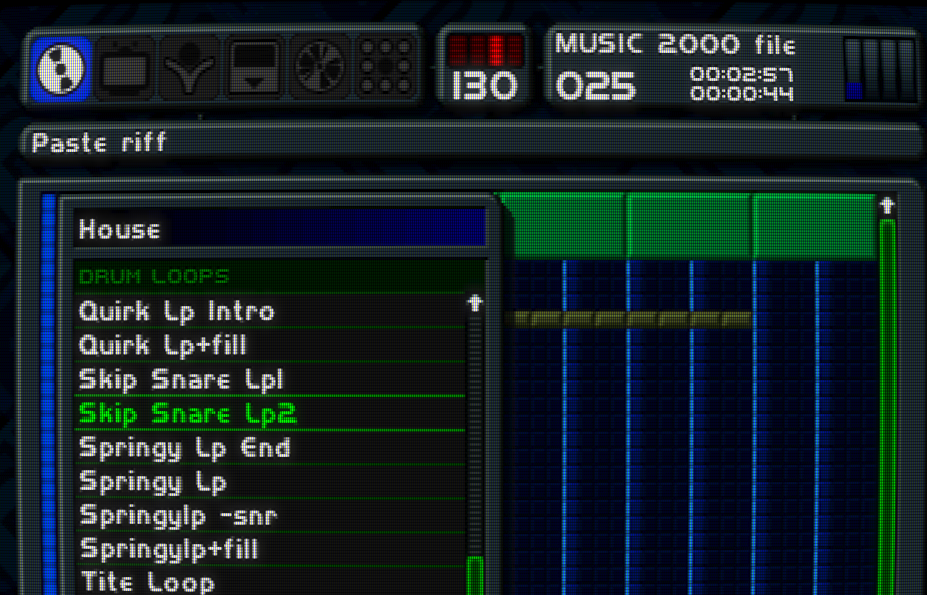 MUSIC 2000 file
130
025
00:02:57
00:00:44
Paste riff
House
DRUM LOOPS
Quirk Lp Intro
Quirk Lp+fill
Skip Snare Lp1
Skip Snare Lp2
Springy Lp End
Springy Lp
Springylp -snr
Springylp+fill
Tite Loop